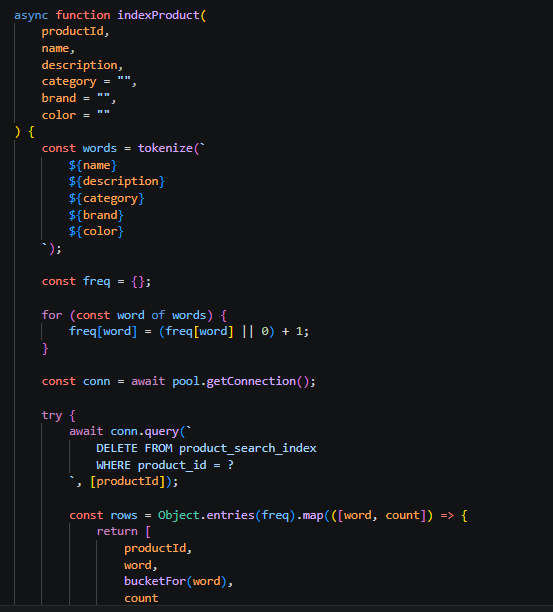 async function indexProduct(
    productId,
    name,
    description,
    category = "",
    brand = "",
    color = ""
) {
    const words = tokenize(`
        ${name}
        ${description}
        ${category}
        ${brand}
        ${color}
    `);

    const freq = {};

    for (const word of words) {
        freq[word] = (freq[word] || 0) + 1;
    }

    const conn = await pool.getConnection();

    try {
        await conn.query(`
            DELETE FROM product_search_index
            WHERE product_id = ?
        `, [productId]);

        const rows = Object.entries(freq).map(([word, count]) => {
            return [
                productId,
                word,
                bucketFor(word),
                count